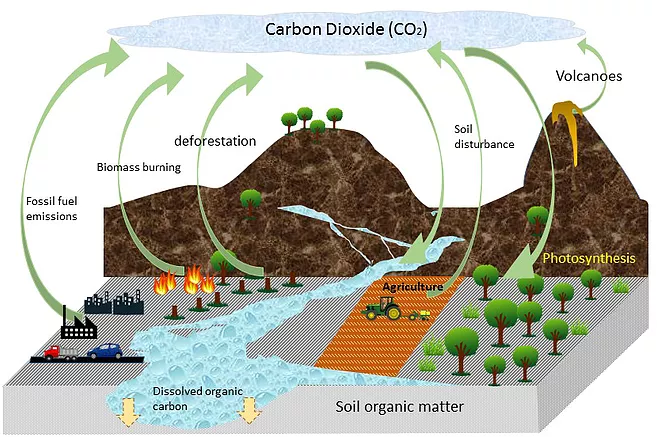 Carbon Dioxide (CO₂)
Volcanoes
deforestation
Soil
disturbance
Biomass burning
Fossil fuel
emissions
Photosynthesis
Agriculture
Dissolved organic
carbon
Soil organic matter